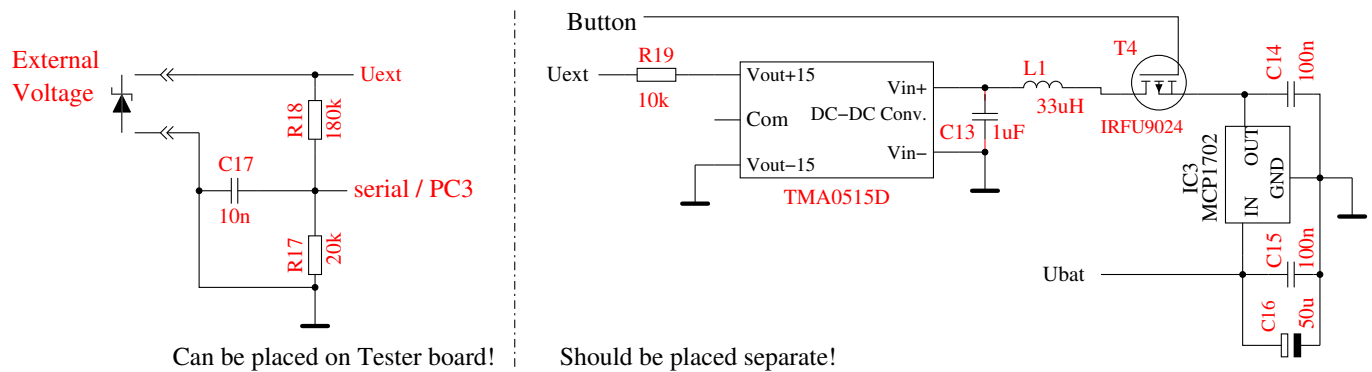 External
Voltage
Uext
R18
180k
C17
10n
serial / PC3
R17
20k
Can be placed on Tester board!
Button
Uext
R19
10k
Vout+15
Com
Vout−15
Vin+
DC−DC Conv.
Vin−
TMA0515D
C13
1uF
L1
33uH
T4
IRFU9024
C14
100n
IC3
MCP1702
OUT
GND
IN
Ubat
C15
100n
C16
50u
Should be placed separate!